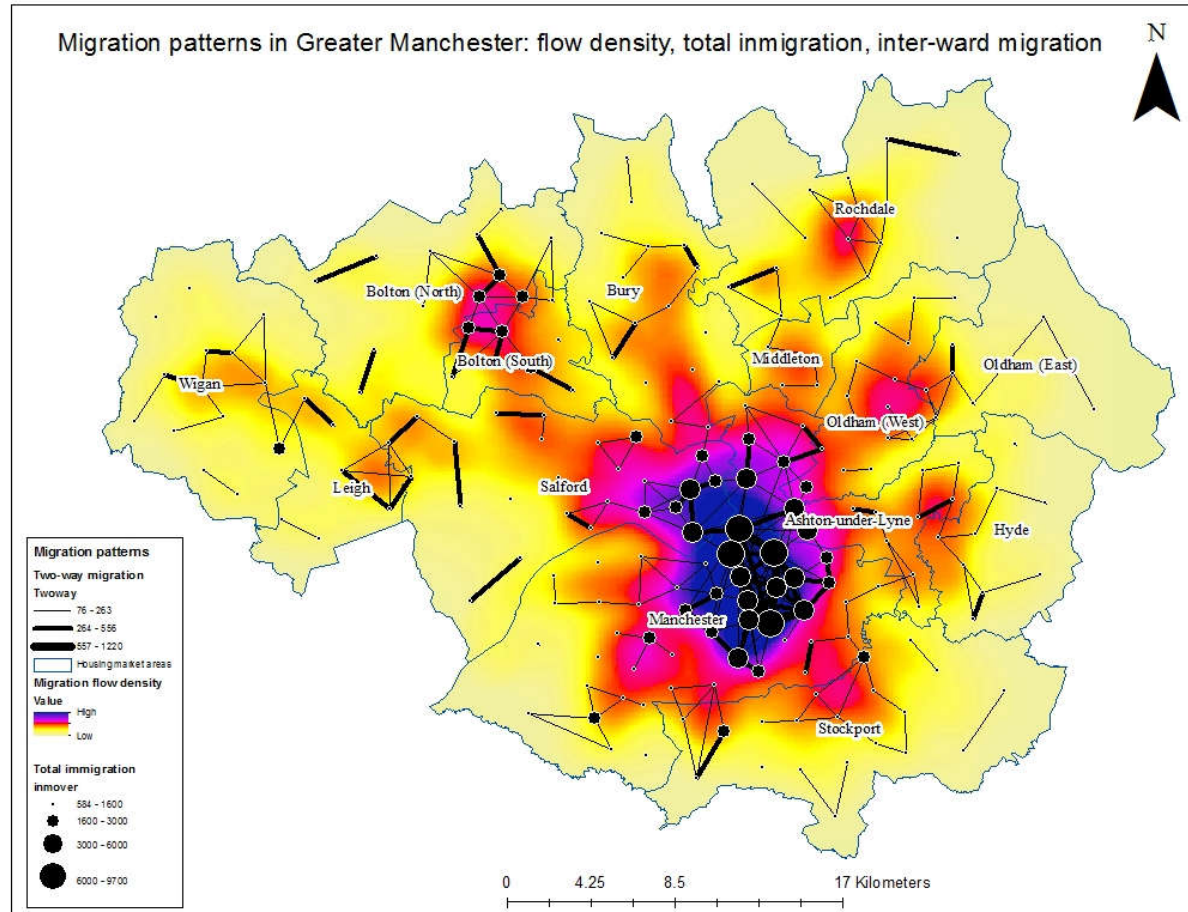 Migration patterns in Greater Manchester: flow density, total inmigration, inter-ward migration
N
Rochdale
Bolton (North)
Bury
Bolton (South)
Middleton
Oldham (East)
Wigan
Oldham (West)
Leigh
Salford
Ashton-under-Lyne
Hyde
Manchester
Stockport
Migration patterns
Two-way migration
Twoway
76 - 263
264 - 556
557 - 1220
Housing market areas
Migration flow density
Value
High
Low
Total immigration
inmover
584 - 1600
1600 - 3000
3000 - 6000
6000 - 9700
0 4.25 8.5 17 Kilometers